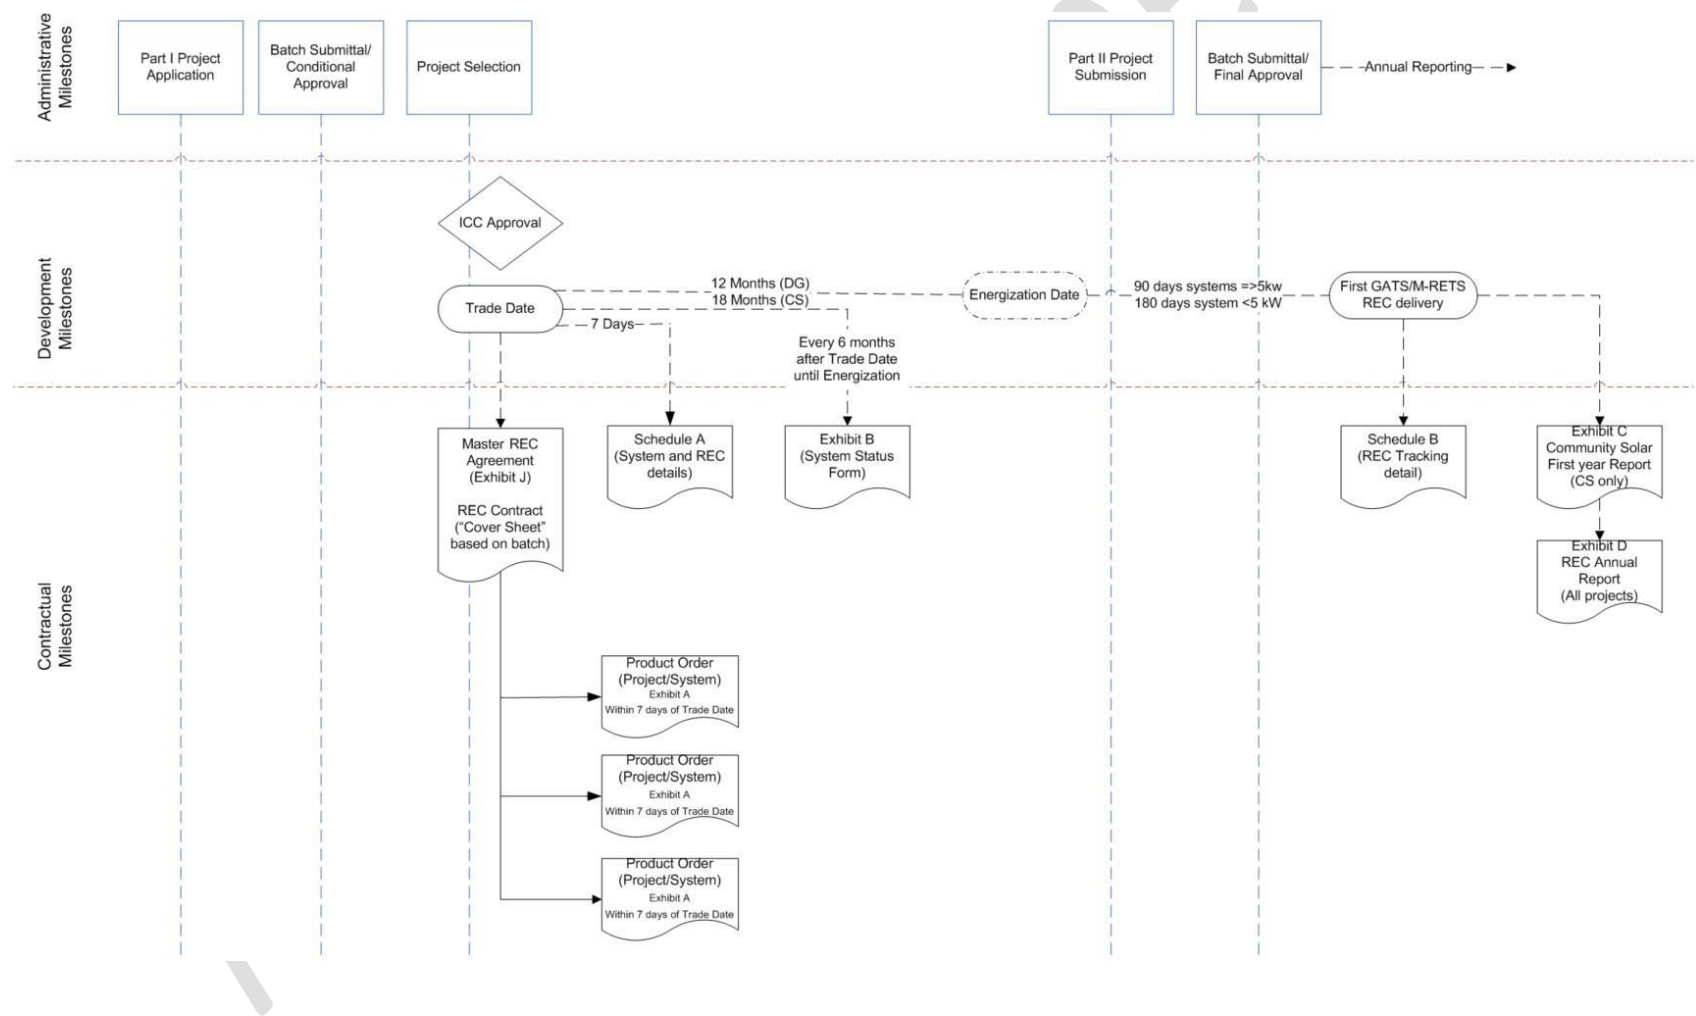 Administrative
Milestones
Part I Project
Application
Batch Submittal/
Conditional
Approval
Project Selection
Part II Project
Submission
Batch Submittal/
Final Approval
Annual Reporting
Development
Milestones
ICC Approval
Trade Date
12 Months (DG)
18 Months (CS)
7 Days
Every 6 months
after Trade Date
until Energization
Energization Date
90 days systems =>5kw
180 days system <5 kW
First GATS/M-RETS
REC delivery
Contractual
Milestones
Master REC
Agreement
(Exhibit J)
REC Contract
(“Cover Sheet”
based on batch)
Schedule A
(System and REC
details)
Exhibit B
(System Status
Form)
Schedule B
(REC Tracking
detail)
Exhibit C
Community Solar
First year Report
(CS only)
Exhibit D
REC Annual
Report
(All projects)
Product Order
(Project/System)
Exhibit A
Within 7 days of Trade Date
Product Order
(Project/System)
Exhibit A
Within 7 days of Trade Date
Product Order
(Project/System)
Exhibit A
Within 7 days of Trade Date